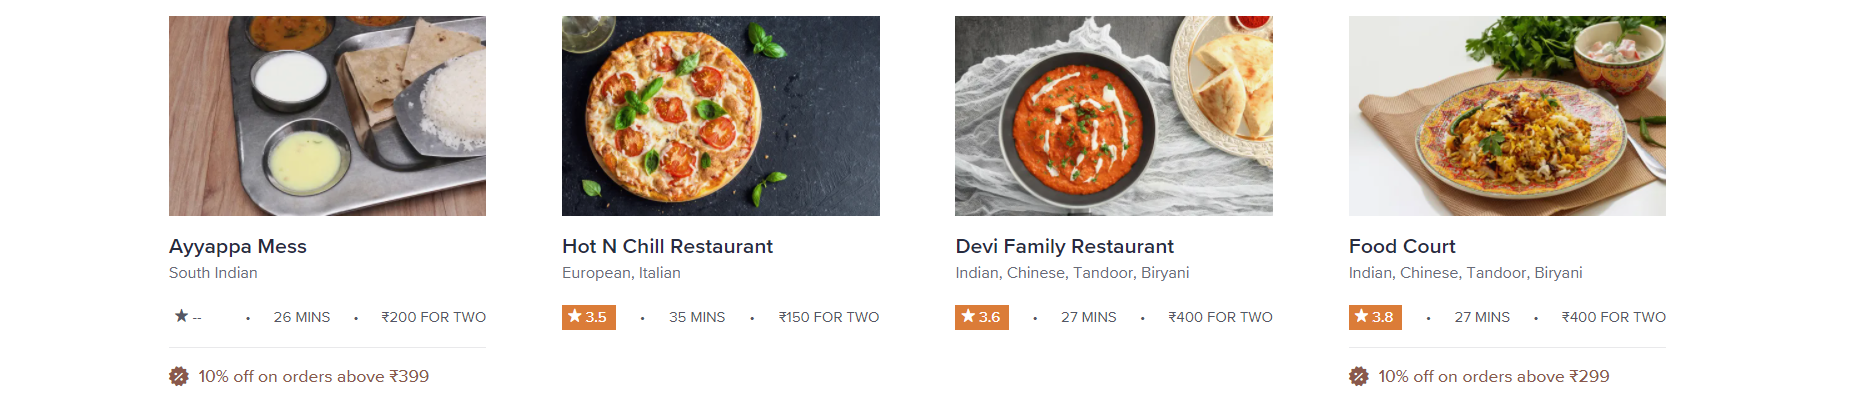 Ayyappa Mess
South Indian
★ -- • 26 MINS • ₹200 FOR TWO
10% off on orders above ₹399
Hot N Chill Restaurant
European, Italian
★ 3.5 • 35 MINS • ₹150 FOR TWO
Devi Family Restaurant
Indian, Chinese, Tandoor, Biryani
★ 3.6 • 27 MINS • ₹400 FOR TWO
Food Court
Indian, Chinese, Tandoor, Biryani
★ 3.8 • 27 MINS • ₹400 FOR TWO
10% off on orders above ₹299